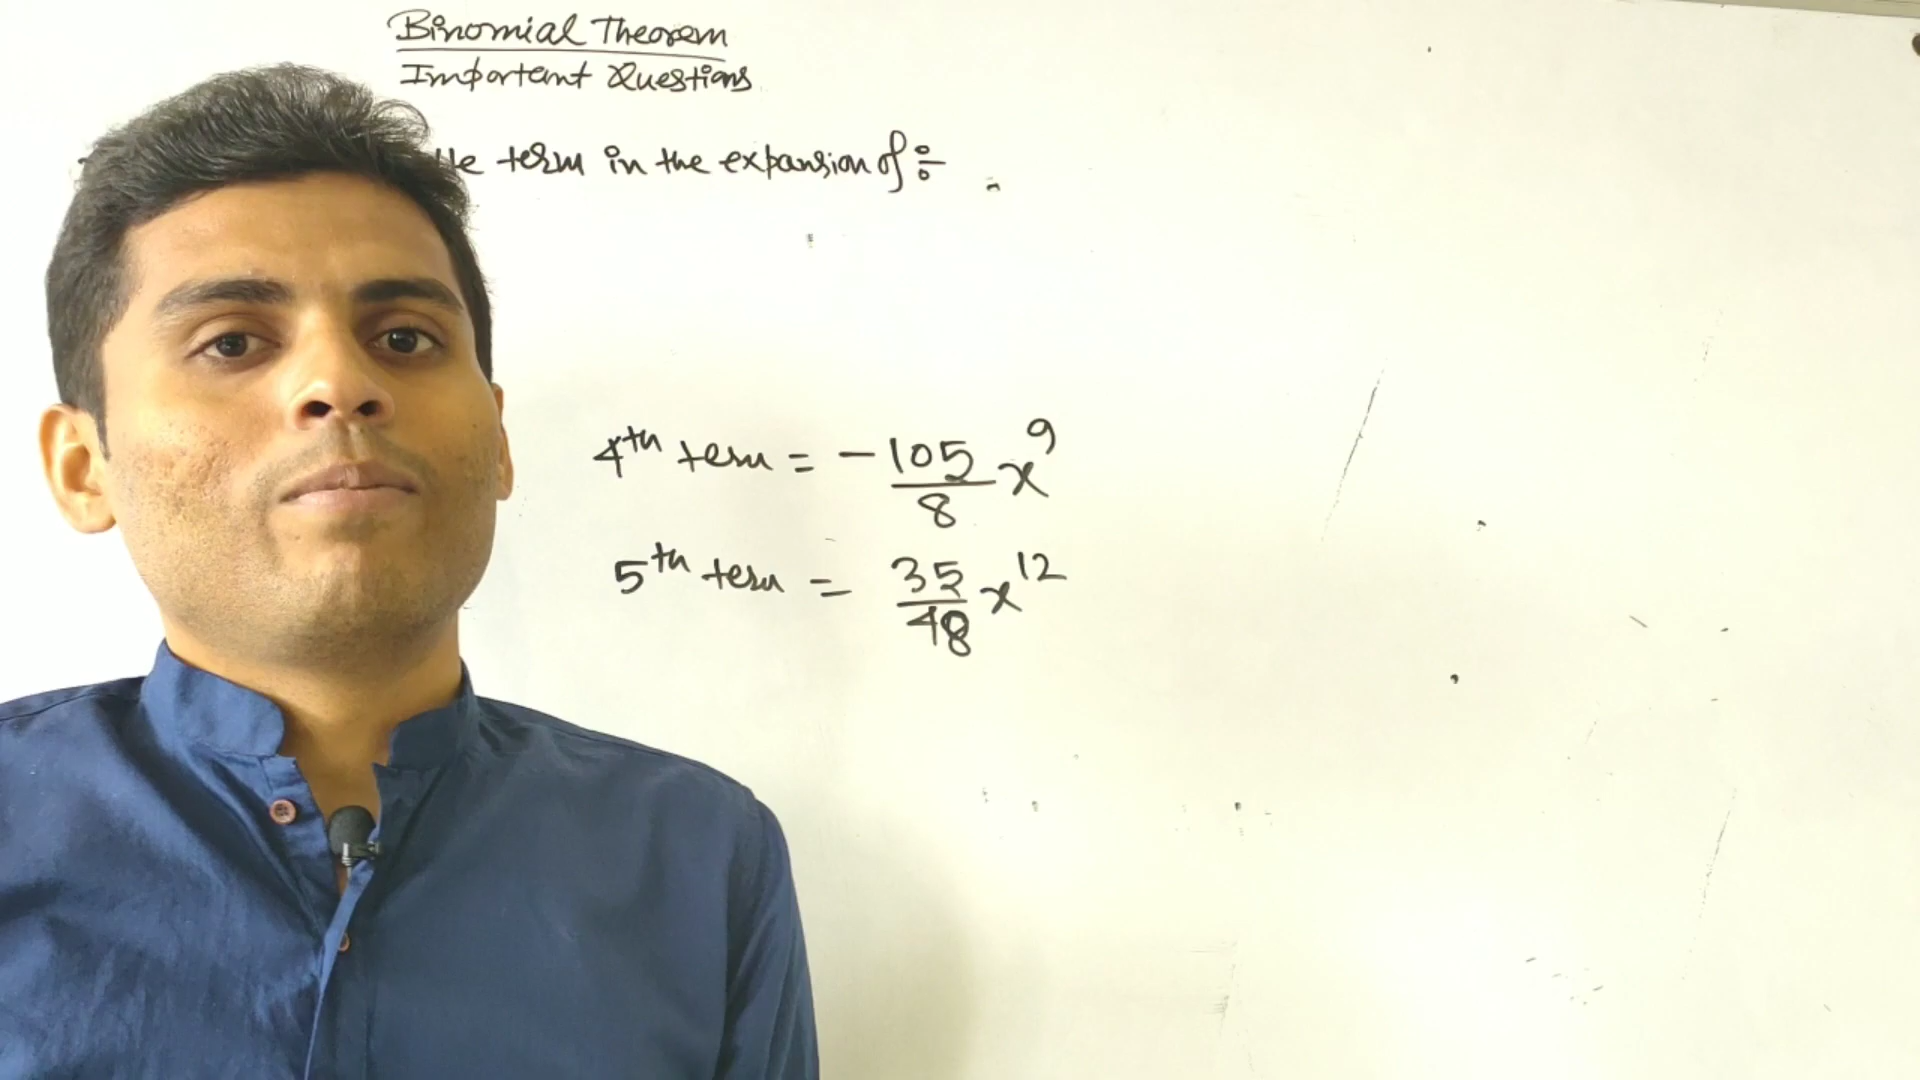 Binomial Theorem
Important Questions
term in the expansion of :-
4th term = - 105/8 x^9
5th term = 35/48 x^12